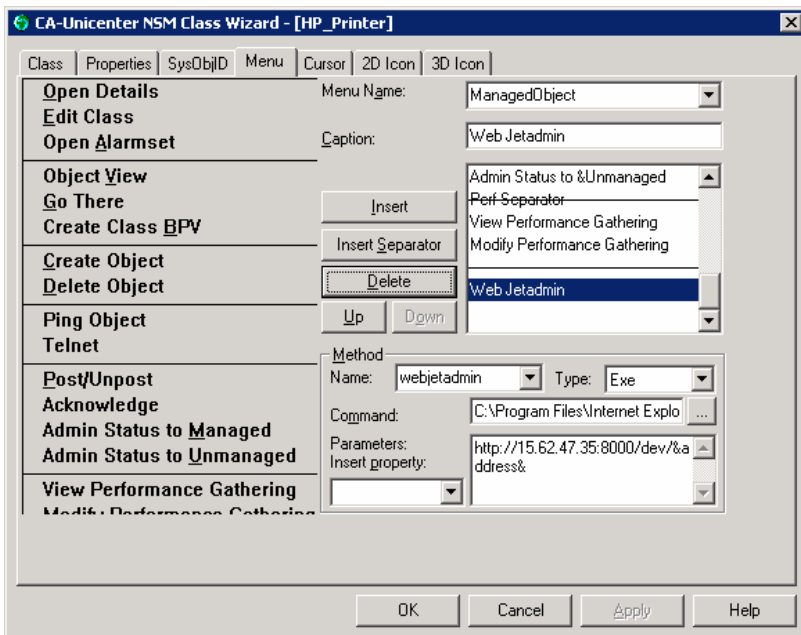 CA-Unicenter NSM Class Wizard - [HP_Printer]
Class Properties SysObjID Menu Cursor 2D Icon 3D Icon
Open Details
Edit Class
Open Alarmset
Object View
Go There
Create Class BPV
Create Object
Delete Object
Ping Object
Telnet
Post/Unpost
Acknowledge
Admin Status to Managed
Admin Status to Unmanaged
View Performance Gathering
Modify Performance Gathering
Menu Name: ManagedObject
Caption: Web Jetadmin
Insert
Insert Separator
Delete
Up Down
Admin Status to &Unmanaged
Perf Separator
View Performance Gathering
Modify Performance Gathering
Web Jetadmin
Method
Name: webjetadmin Type: Exe
Command: C:\Program Files\Internet Explo ...
Parameters:
Insert property:
http://15.62.47.35:8000/dev/&a
ddress&
OK Cancel Apply Help